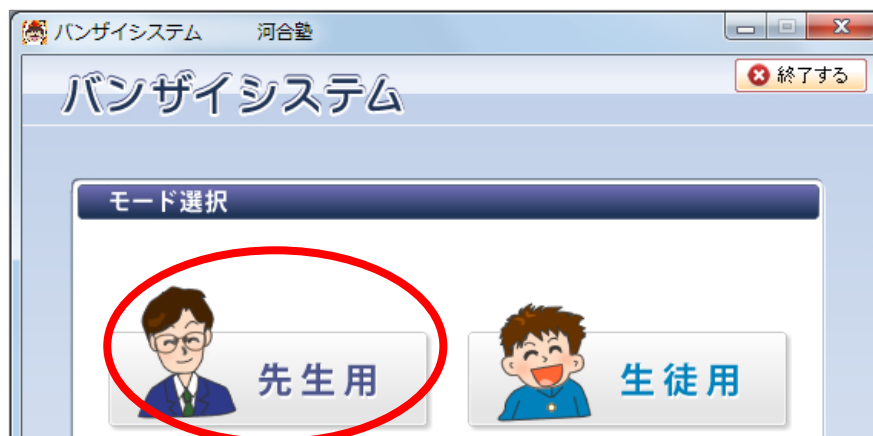 バンザイシステム 河合塾
終了する
バンザイシステム
モード選択
先生用
生徒用